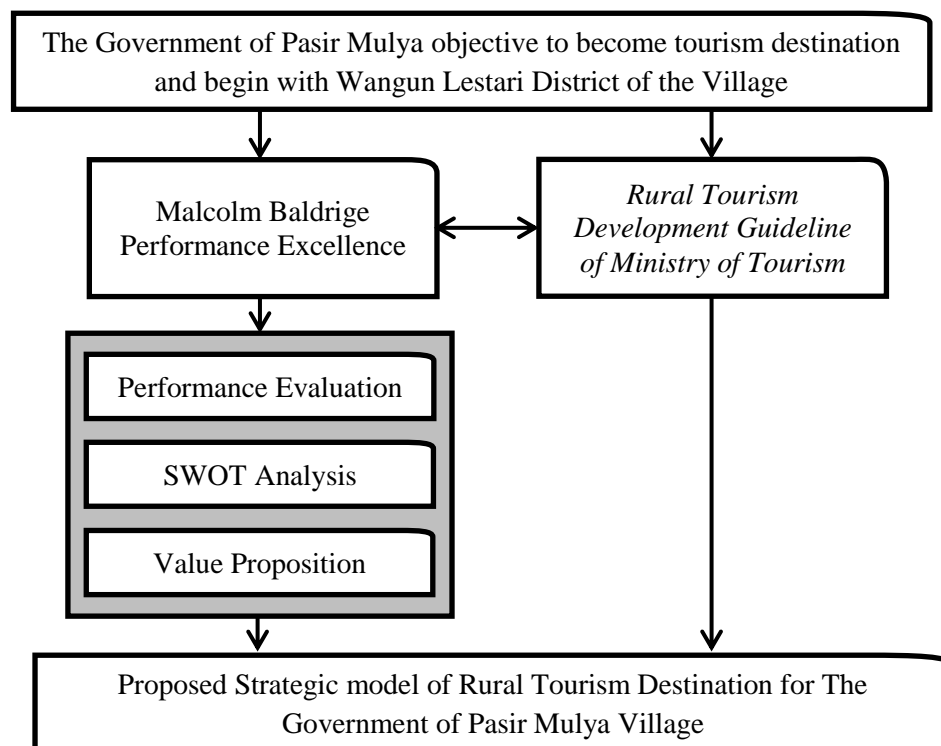 The Government of Pasir Mulya objective to become tourism destination
and begin with Wangun Lestari District of the Village
Malcolm Baldrige
Performance Excellence
Rural Tourism
Development Guideline
of Ministry of Tourism
Performance Evaluation
SWOT Analysis
Value Proposition
Proposed Strategic model of Rural Tourism Destination for The
Government of Pasir Mulya Village